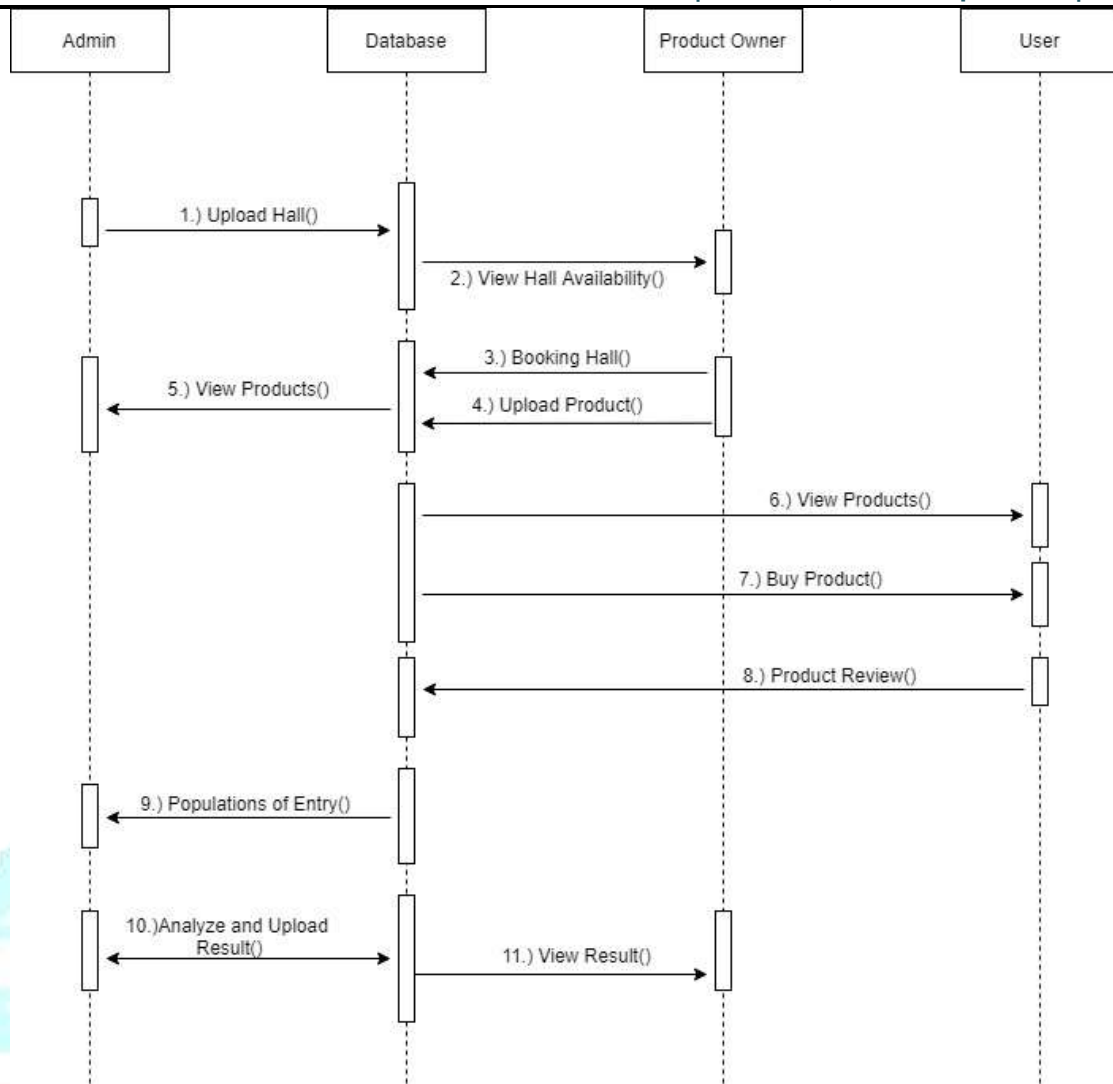 Admin
Database
Product Owner
User
1.) Upload Hall()
2.) View Hall Availability()
3.) Booking Hall()
5.) View Products()
4.) Upload Product()
6.) View Products()
7.) Buy Product()
8.) Product Review()
9.) Populations of Entry()
10.)Analyze and Upload
Result()
11.) View Result()